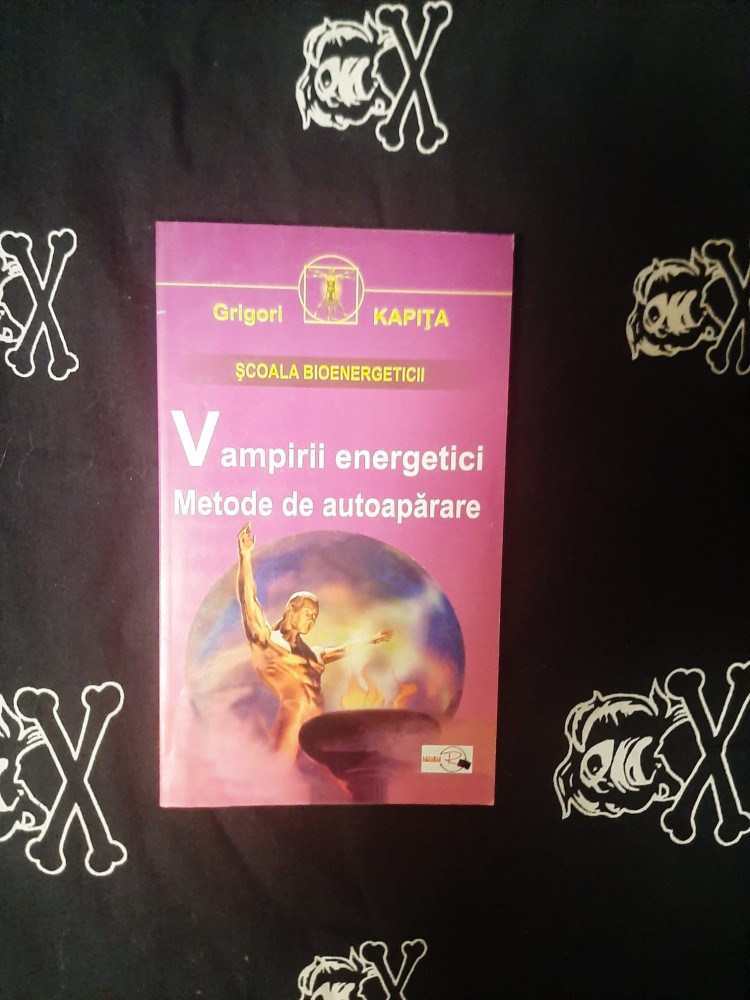 Grigori KAPIŢA
ŞCOALA BIOENERGETICII
Vampirii energetici
Metode de autoapărare